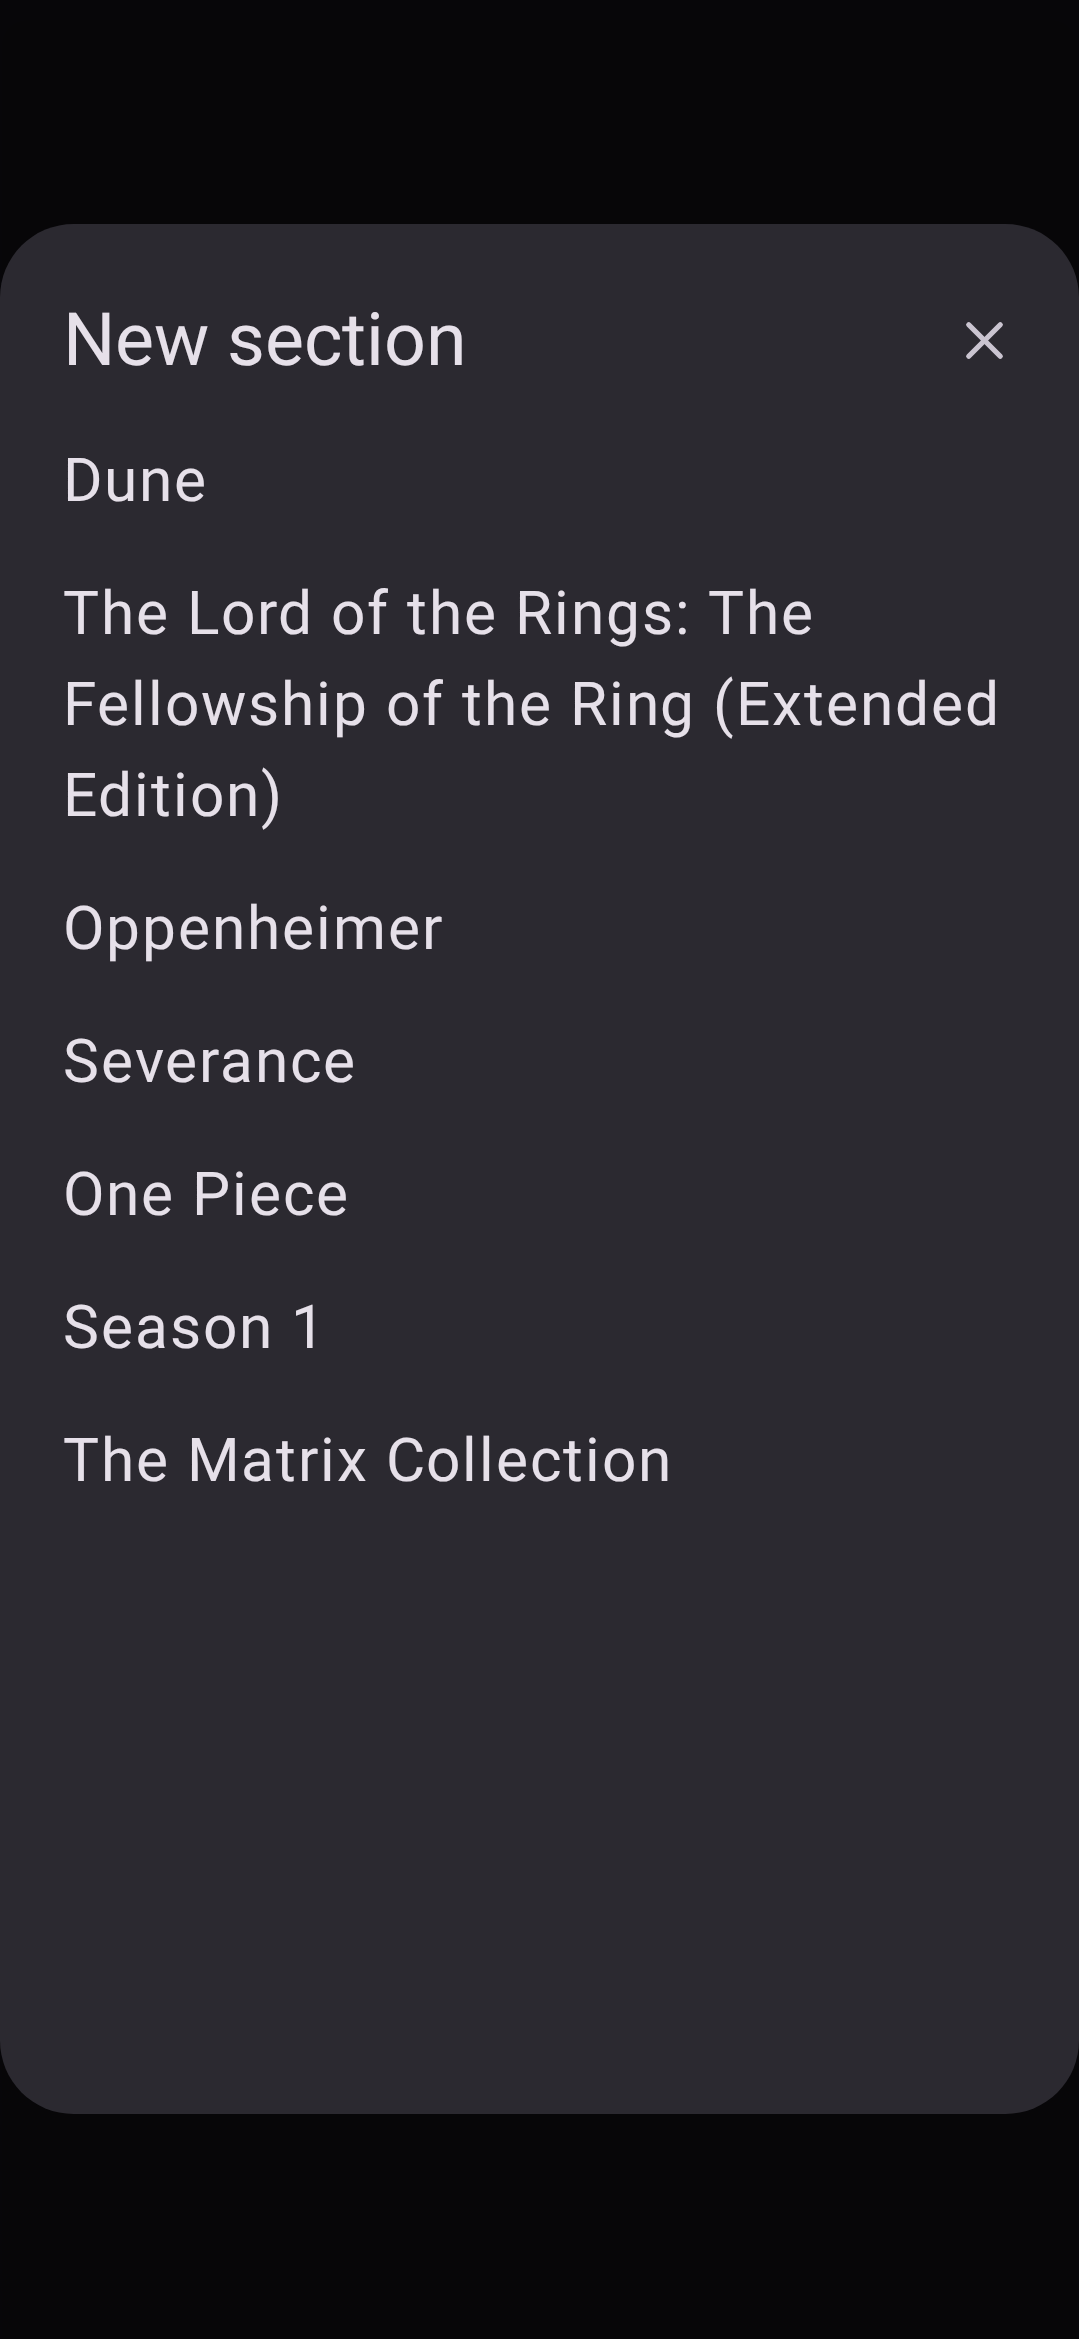 New section
Dune
The Lord of the Rings: The
Fellowship of the Ring (Extended
Edition)
Oppenheimer
Severance
One Piece
Season 1
The Matrix Collection